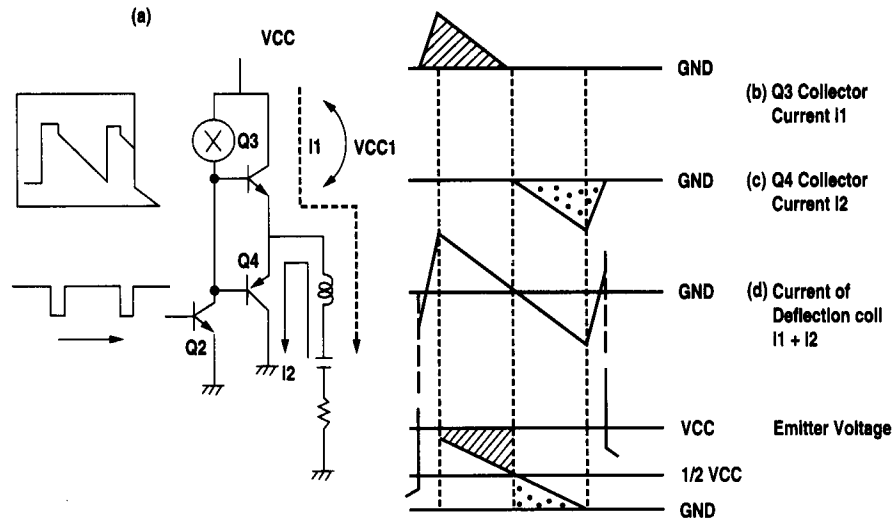 (a)
VCC
Q3
I1
VCC1
Q4
Q2
I2
GND
(b) Q3 Collector
Current I1
GND
(c) Q4 Collector
Current I2
GND
(d) Current of
Deflection coil
I1 + I2
VCC
Emitter Voltage
1/2 VCC
GND